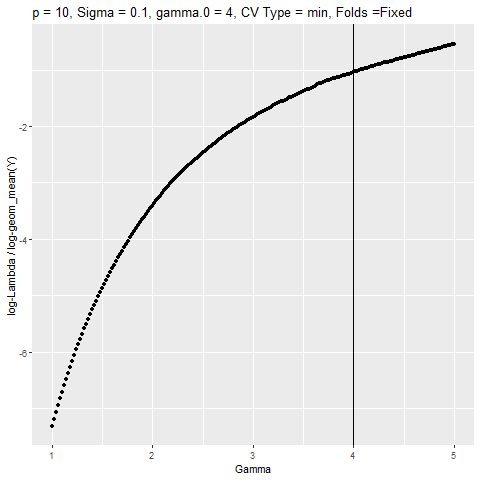 p = 10, Sigma = 0.1, gamma.0 = 4, CV Type = min, Folds =Fixed
log-Lambda / log-geom_mean(Y)
-2
-4
-6
1 2 3 4 5
Gamma